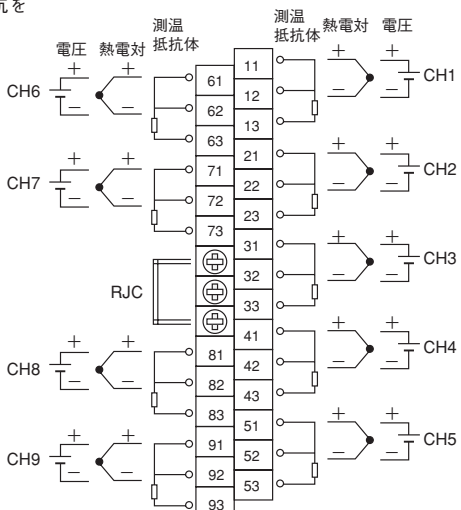 抗を
電圧 熱電対
測温
抵抗体
測温
抵抗体
熱電対 電圧
CH6
+ +
− −
61
62
63
11
12
13
+ +
− −
CH1
CH7
+ +
− −
71
72
73
21
22
23
+ +
− −
CH2
RJC
31
32
33
+ +
− −
CH3
41
42
43
+ +
− −
CH4
CH8
+ +
− −
81
82
83
51
52
53
+ +
− −
CH5
CH9
+ +
− −
91
92
93